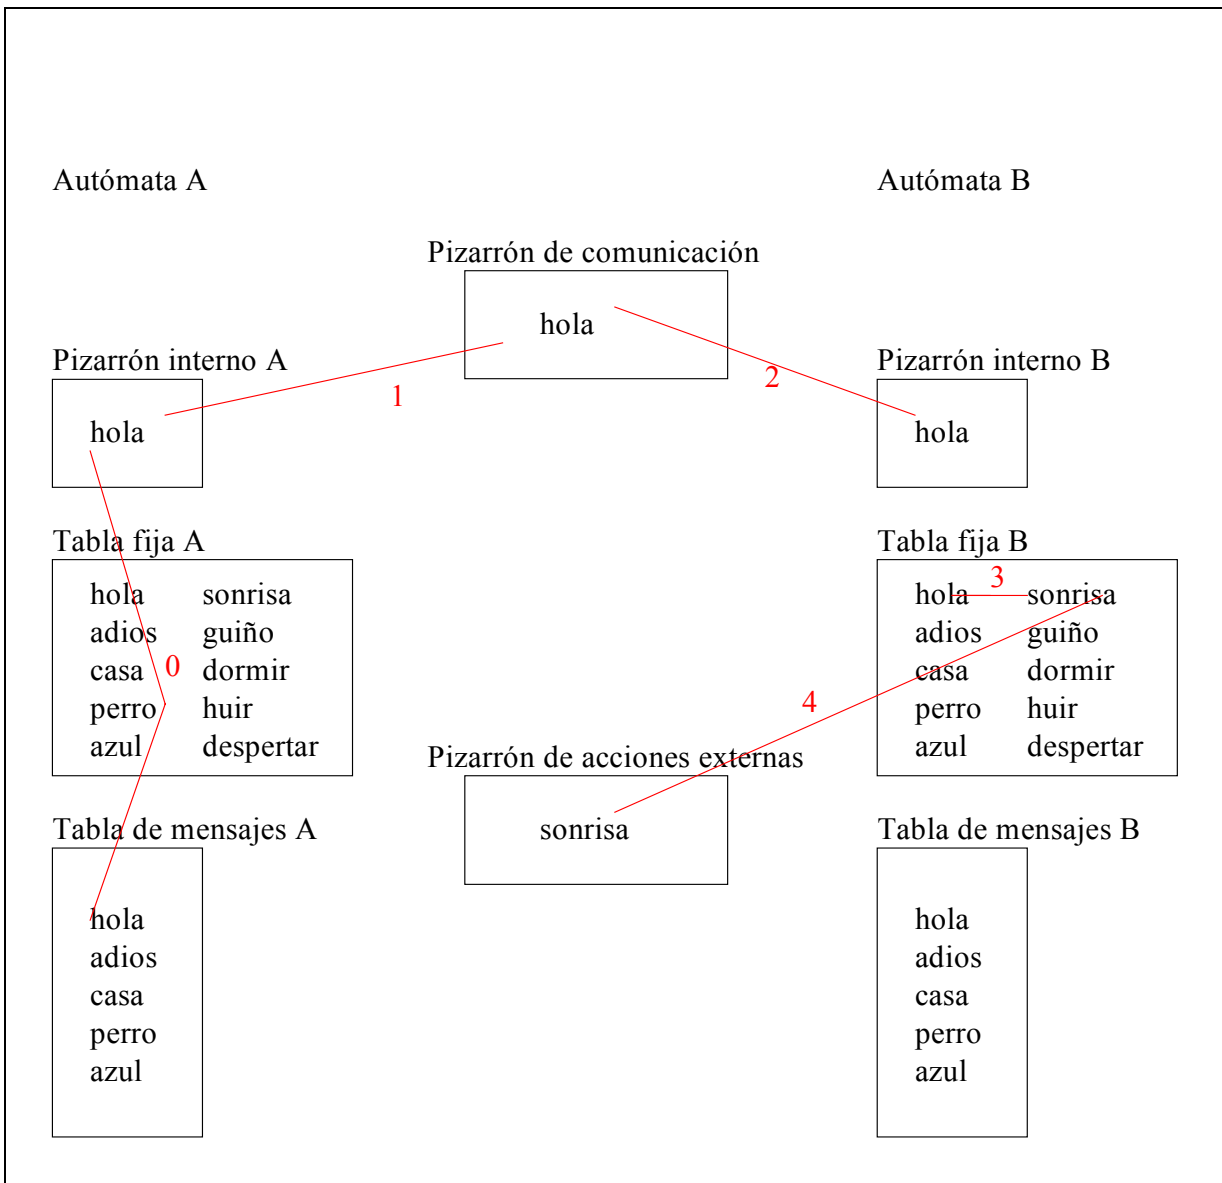 Autómata A
Autómata B
Pizarrón de comunicación
hola
Pizarrón interno A
Pizarrón interno B
1
2
hola
hola
Tabla fija A
Tabla fija B
3
hola sonrisa
adios guiño
casa dormir
perro huir
azul despertar
0
hola sonrisa
adios guiño
casa dormir
perro huir
azul despertar
4
Pizarrón de acciones externas
sonrisa
Tabla de mensajes A
Tabla de mensajes B
hola
adios
casa
perro
azul
hola
adios
casa
perro
azul